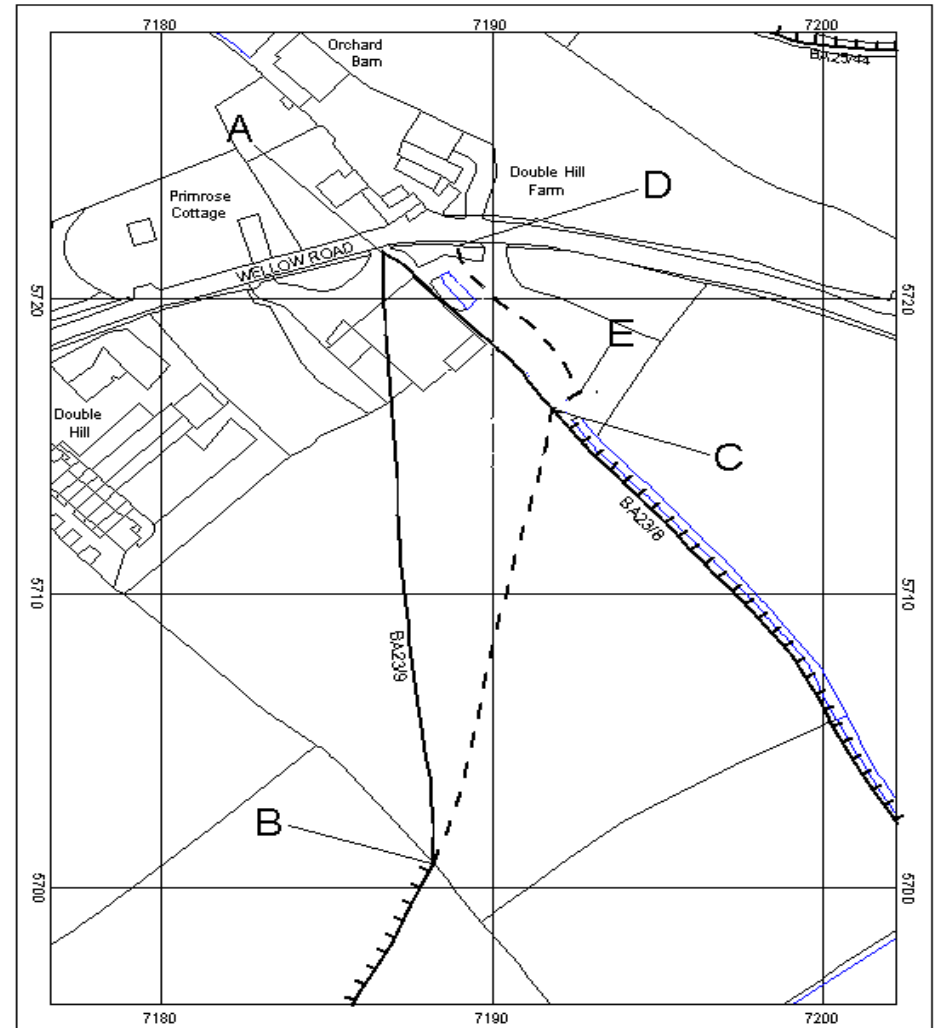 7180
7190
7200
Orchard
Barn
BA25/44
A
Double Hill
Farm
D
Primrose
Cottage
WELLOW ROAD
5720
5720
E
Double
Hill
C
BA23/8
5710
5710
BA23/9
B
5700
5700
7180
7190
7200